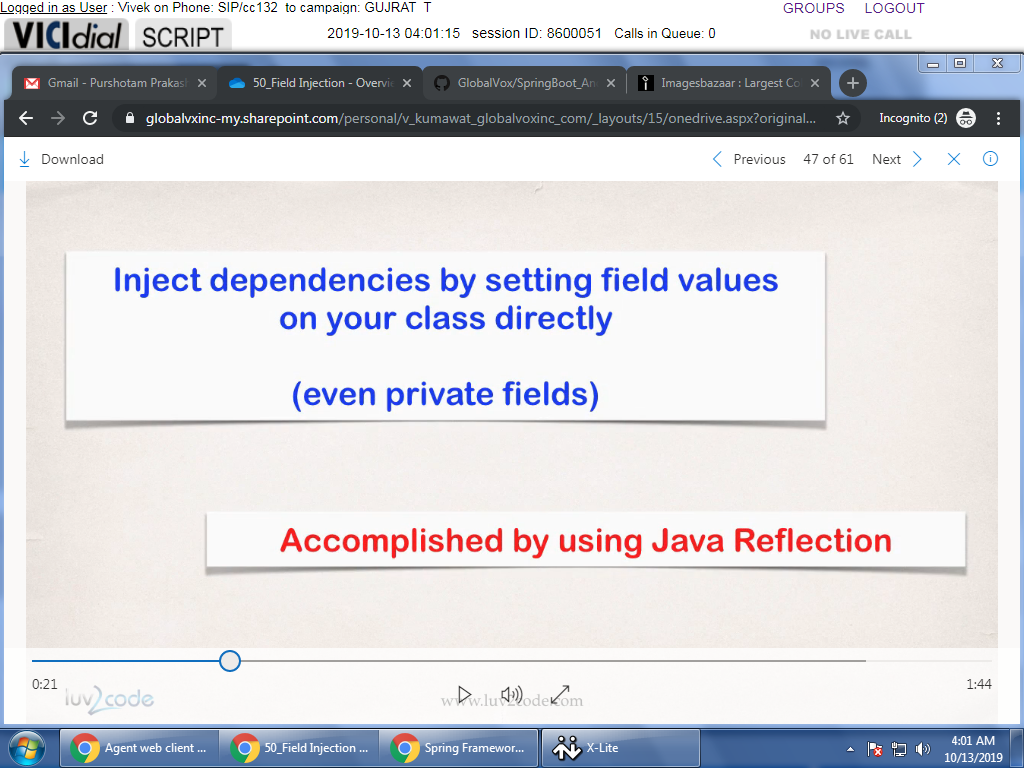 Logged in as User : Vivek on Phone: SIP/cc132 to campaign: GUJRAT_T
GROUPS LOGOUT
VICIdial SCRIPT 2019-10-13 04:01:15 session ID: 8600051 Calls in Queue: 0 NO LIVE CALL
Gmail - Purshotam Prakas 50_Field Injection - Overvi GlobalVox/SpringBoot_An Imagesbazaar : Largest Co
globalvxinc-my.sharepoint.com/personal/v_kumawat_globalvoxinc_com/_layouts/15/onedrive.aspx?original... Incognito (2)
Download Previous 47 of 61 Next
Inject dependencies by setting field values
on your class directly
(even private fields)
Accomplished by using Java Reflection
0:21 1:44
luv2code www.luv2code.com
Agent web client ... 50_Field Injection ... Spring Framewor... X-Lite
4:01 AM
10/13/2019